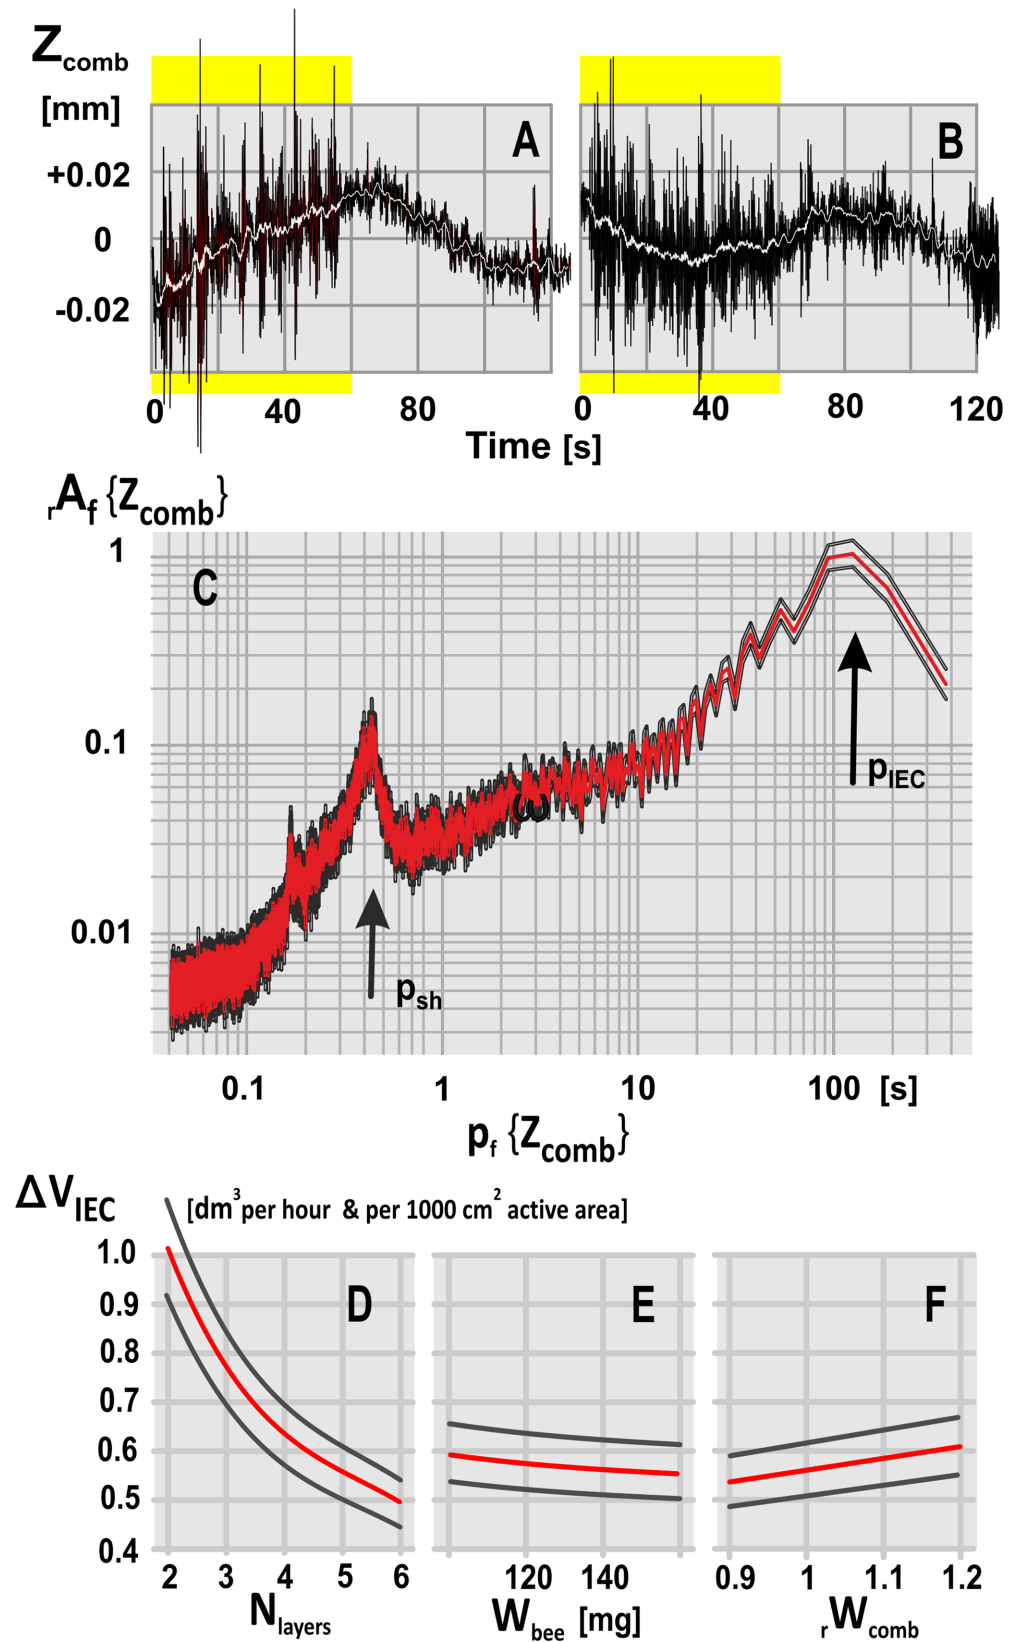 Zcomb
[mm]
A
B
+0.02
0
-0.02
0 40 80 0 40 80 120
Time [s]
rAf {Zcomb}
C
1
0.1
0.01
pIEC
psh
0.1 1 10 100 [s]
pf {Zcomb}
ΔVIEC [dm3 per hour & per 1000 cm2 active area]
D E F
1.0
0.9
0.8
0.7
0.6
0.5
0.4
2 3 4 5 6 120 140 0.9 1 1.1 1.2
Nlayers Wbee [mg] rWcomb